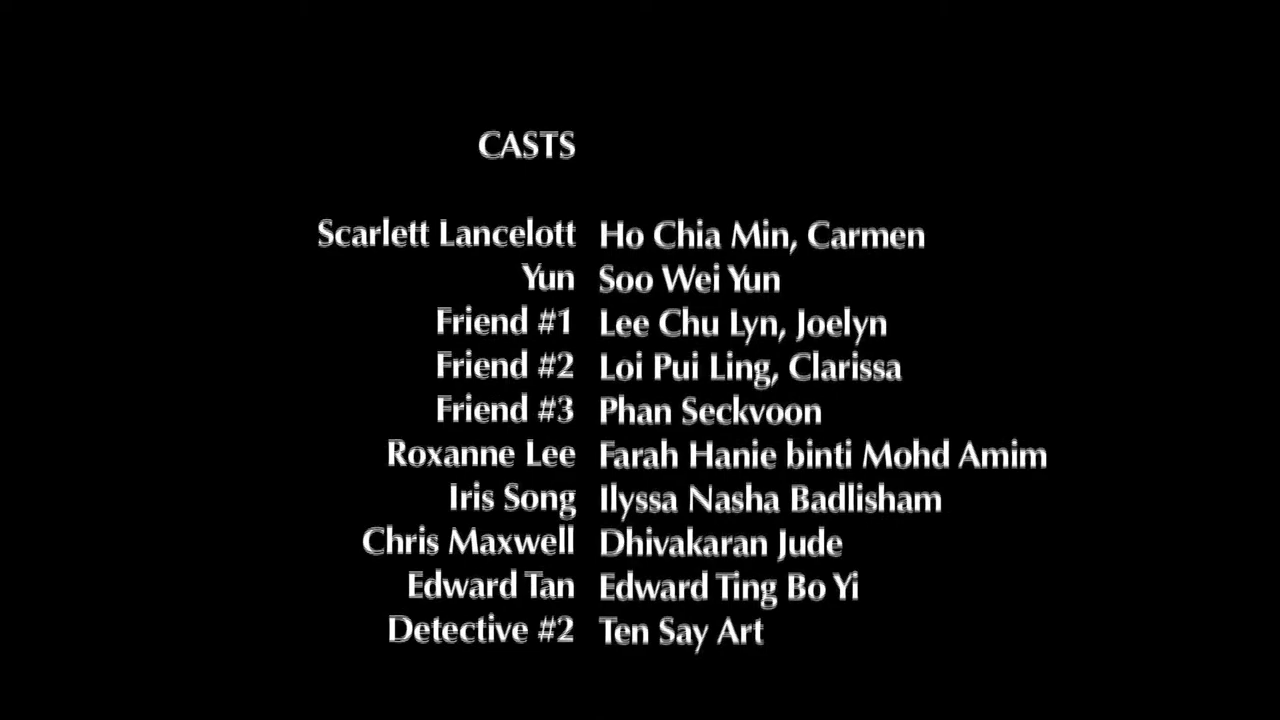 CASTS
Scarlett Lancelott Ho Chia Min, Carmen
Yun Soo Wei Yun
Friend #1 Lee Chu Lyn, Joelyn
Friend #2 Loi Pui Ling, Clarissa
Friend #3 Phan Seckvoon
Roxanne Lee Farah Hanie binti Mohd Amim
Iris Song Ilyssa Nasha Badlisham
Chris Maxwell Dhivakaran Jude
Edward Tan Edward Ting Bo Yi
Detective #2 Ten Say Art